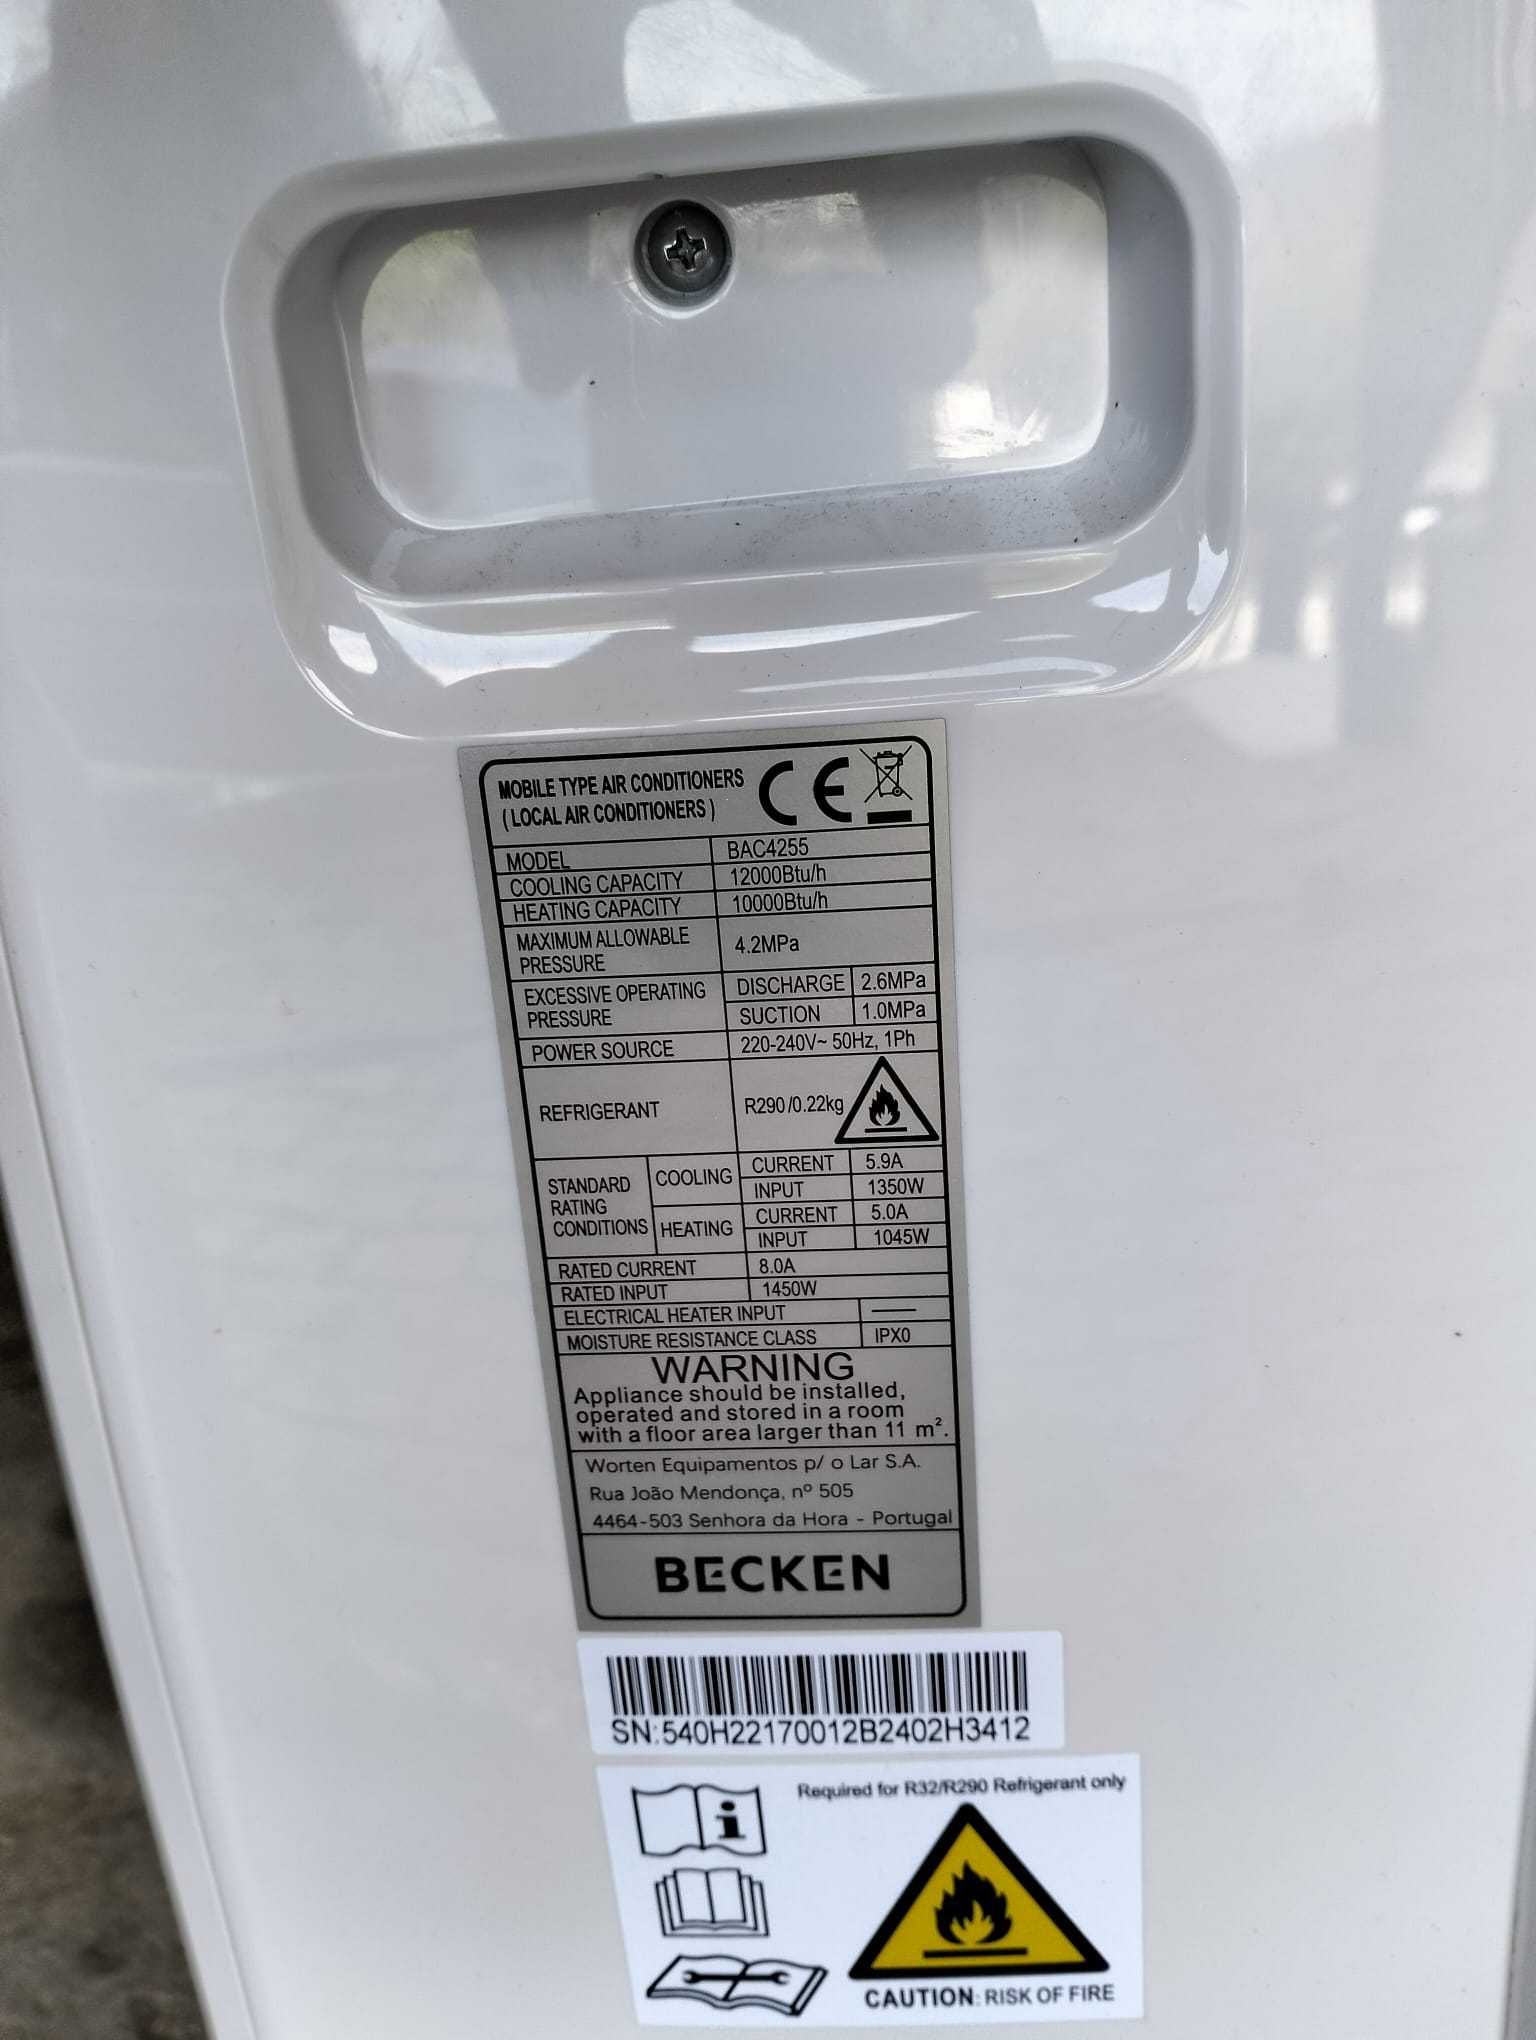 MOBILE TYPE AIR CONDITIONERS
( LOCAL AIR CONDITIONERS )
CE
MODEL BAC4255
COOLING CAPACITY 12000Btu/h
HEATING CAPACITY 10000Btu/h
MAXIMUM ALLOWABLE
PRESSURE
4.2MPa
EXCESSIVE OPERATING
PRESSURE
DISCHARGE 2.6MPa
SUCTION 1.0MPa
POWER SOURCE 220-240V~ 50Hz, 1Ph
REFRIGERANT R290/0.22kg
STANDARD
RATING
CONDITIONS
COOLING
CURRENT 5.9A
INPUT 1350W
HEATING
CURRENT 5.0A
INPUT 1045W
RATED CURRENT 8.0A
RATED INPUT 1450W
ELECTRICAL HEATER INPUT —
MOISTURE RESISTANCE CLASS IPX0
WARNING
Appliance should be installed,
operated and stored in a room
with a floor area larger than 11 m².
Worten Equipamentos p/ o Lar S.A.
Rua João Mendonça, nº 505
4464-503 Senhora da Hora - Portugal
BECKEN
SN:540H22170012B2402H3412
Required for R32/R290 Refrigerant only
CAUTION: RISK OF FIRE